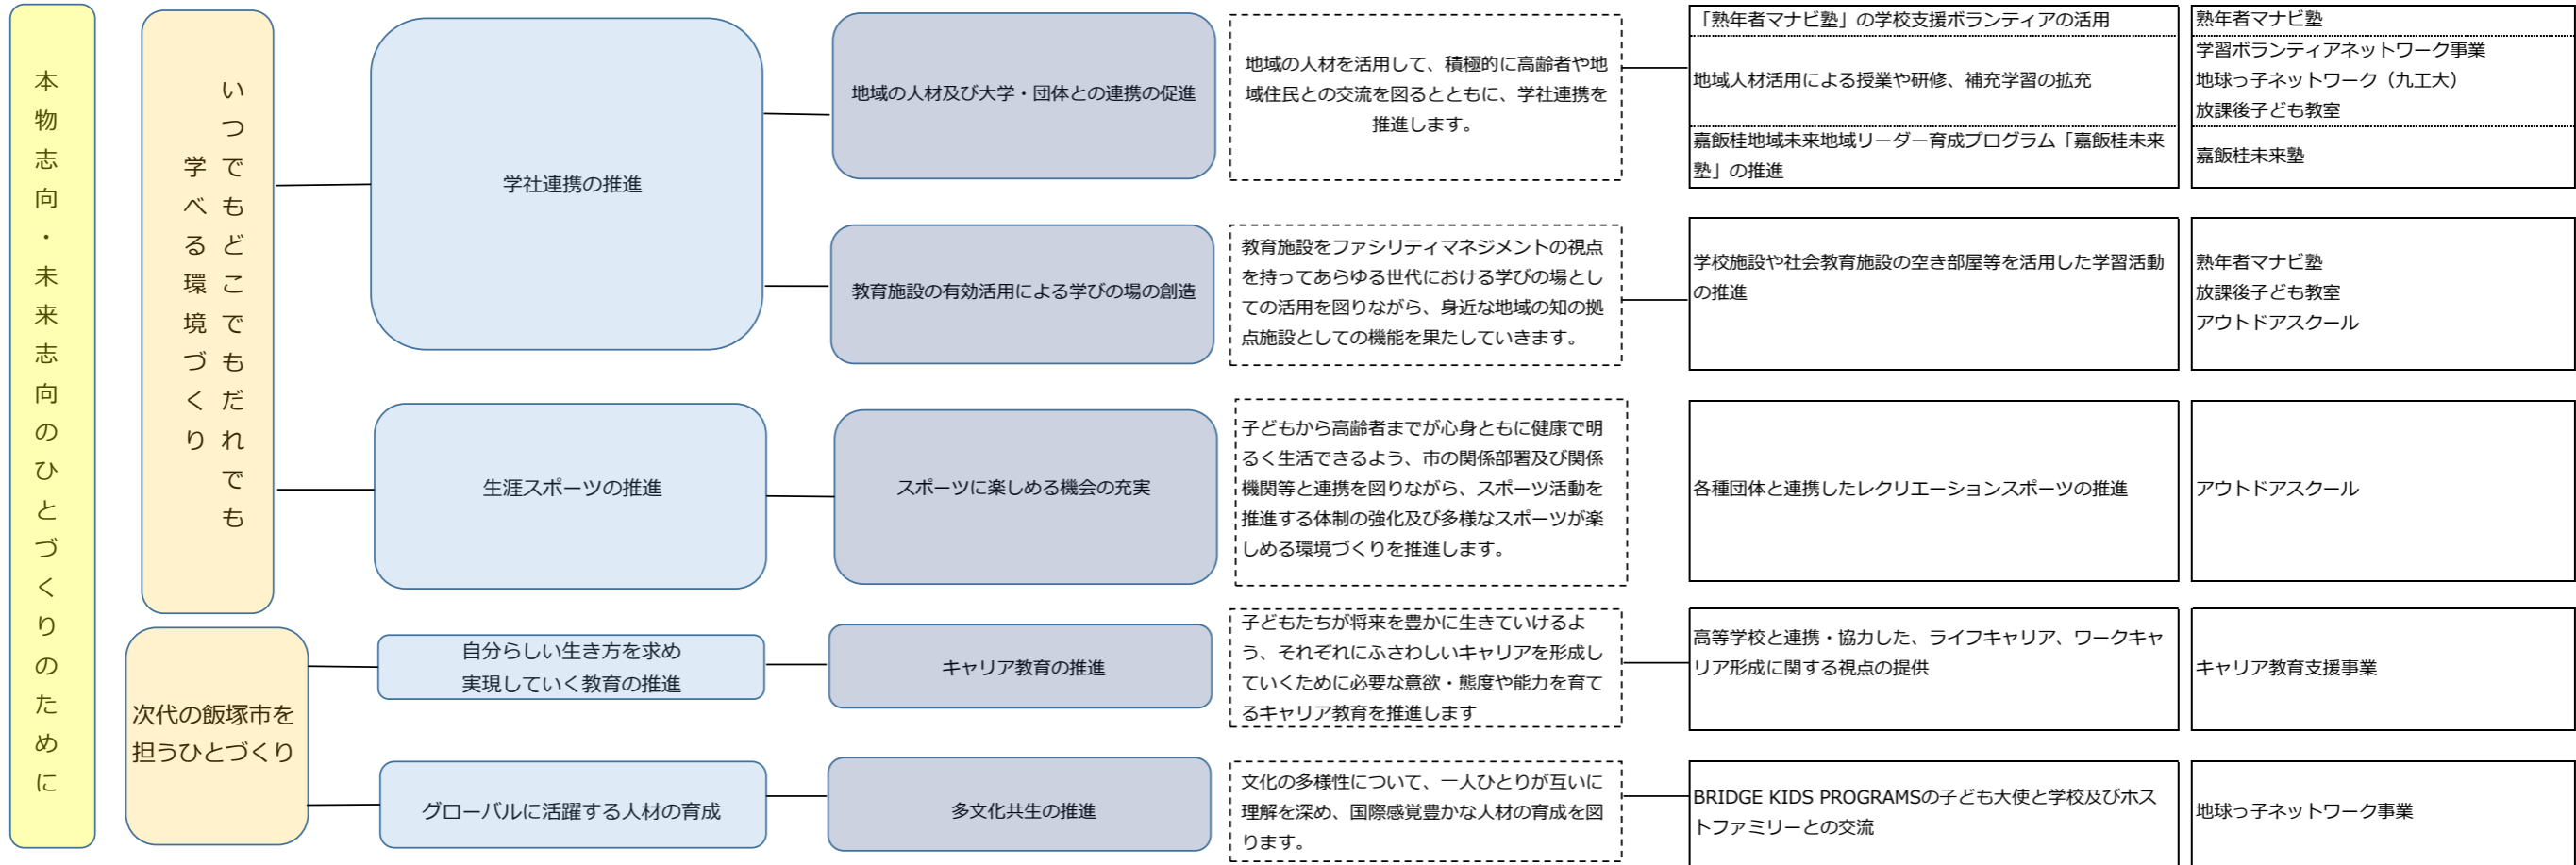 本物志向・未来志向のひとづくりのために
いつでもどこでもだれでも
学べる環境づくり
学社連携の推進
地域の人材及び大学・団体との連携の促進
地域の人材を活用して、積極的に高齢者や地
域住民との交流を図るとともに、学社連携を
推進します。
「熟年者マナビ塾」の学校支援ボランティアの活用
熟年者マナビ塾
地域人材活用による授業や研修、補充学習の拡充
学習ボランティアネットワーク事業
地球っ子ネットワーク（九工大）
放課後子ども教室
嘉飯桂地域未来地域リーダー育成プログラム「嘉飯桂未来
塾」の推進
嘉飯桂未来塾
教育施設の有効活用による学びの場の創造
教育施設をファシリティマネジメントの視点
を持ってあらゆる世代における学びの場とし
ての活用を図りながら、身近な地域の知の拠
点施設としての機能を果たしていきます。
学校施設や社会教育施設の空き部屋等を活用した学習活動
の推進
熟年者マナビ塾
放課後子ども教室
アウトドアスクール
生涯スポーツの推進
スポーツに楽しめる機会の充実
子どもから高齢者までが心身ともに健康で明
るく生活できるよう、市の関係部署及び関係
機関等と連携を図りながら、スポーツ活動を
推進する体制の強化及び多様なスポーツが楽
しめる環境づくりを推進します。
各種団体と連携したレクリエーションスポーツの推進
アウトドアスクール
次代の飯塚市を
担うひとづくり
自分らしい生き方を求め
実現していく教育の推進
キャリア教育の推進
子どもたちが将来を豊かに生きていけるよ
う、それぞれにふさわしいキャリアを形成し
ていくために必要な意欲・態度や能力を育て
るキャリア教育を推進します
高等学校と連携・協力した、ライフキャリア、ワークキャ
リア形成に関する視点の提供
キャリア教育支援事業
グローバルに活躍する人材の育成
多文化共生の推進
文化の多様性について、一人ひとりが互いに
理解を深め、国際感覚豊かな人材の育成を図
ります。
BRIDGE KIDS PROGRAMSの子ども大使と学校及びホス
トファミリーとの交流
地球っ子ネットワーク事業